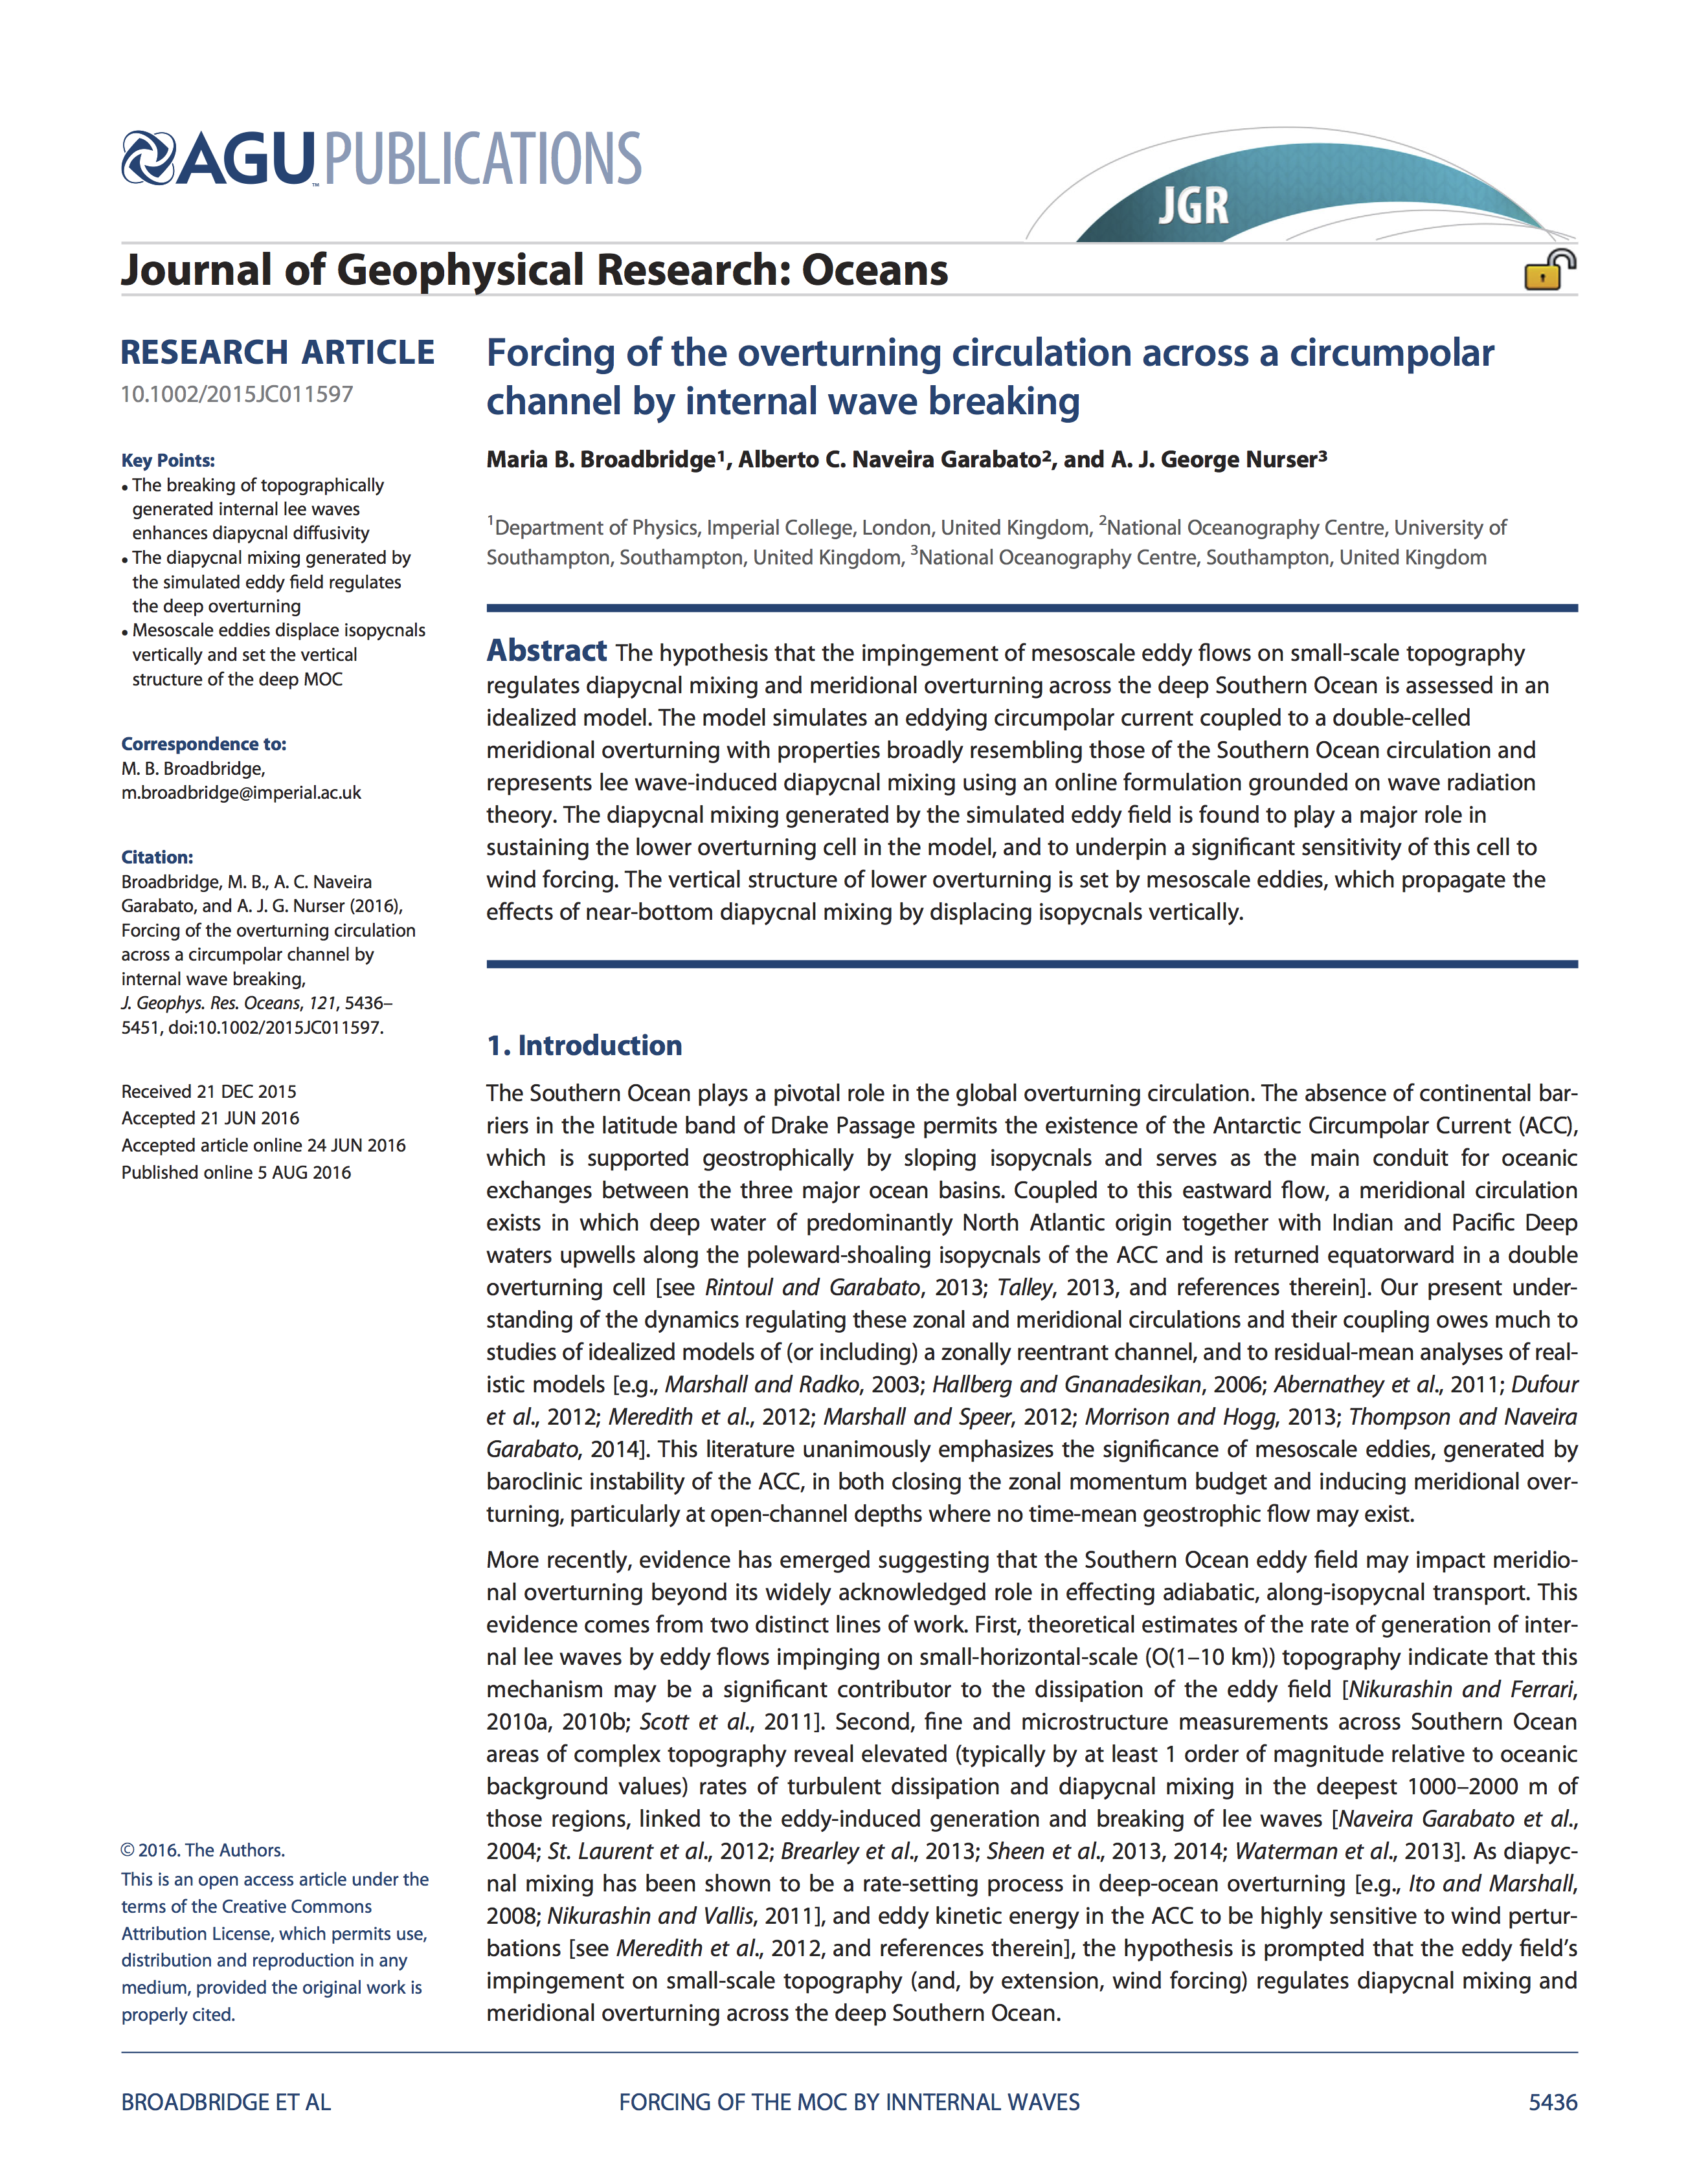 AGU™ PUBLICATIONS
JGR
Journal of Geophysical Research: Oceans
RESEARCH ARTICLE
10.1002/2015JC011597
Key Points:
• The breaking of topographically
generated internal lee waves
enhances diapycnal diffusivity
• The diapycnal mixing generated by
the simulated eddy field regulates
the deep overturning
• Mesoscale eddies displace isopycnals
vertically and set the vertical
structure of the deep MOC
Correspondence to:
M. B. Broadbridge,
m.broadbridge@imperial.ac.uk
Citation:
Broadbridge, M. B., A. C. Naveira
Garabato, and A. J. G. Nurser (2016),
Forcing of the overturning circulation
across a circumpolar channel by
internal wave breaking,
J. Geophys. Res. Oceans, 121, 5436–
5451, doi:10.1002/2015JC011597.
Received 21 DEC 2015
Accepted 21 JUN 2016
Accepted article online 24 JUN 2016
Published online 5 AUG 2016
© 2016. The Authors.
This is an open access article under the
terms of the Creative Commons
Attribution License, which permits use,
distribution and reproduction in any
medium, provided the original work is
properly cited.
Forcing of the overturning circulation across a circumpolar
channel by internal wave breaking
Maria B. Broadbridge1, Alberto C. Naveira Garabato2, and A. J. George Nurser3
1Department of Physics, Imperial College, London, United Kingdom, 2National Oceanography Centre, University of
Southampton, Southampton, United Kingdom, 3National Oceanography Centre, Southampton, United Kingdom
Abstract The hypothesis that the impingement of mesoscale eddy flows on small-scale topography
regulates diapycnal mixing and meridional overturning across the deep Southern Ocean is assessed in an
idealized model. The model simulates an eddying circumpolar current coupled to a double-celled
meridional overturning with properties broadly resembling those of the Southern Ocean circulation and
represents lee wave-induced diapycnal mixing using an online formulation grounded on wave radiation
theory. The diapycnal mixing generated by the simulated eddy field is found to play a major role in
sustaining the lower overturning cell in the model, and to underpin a significant sensitivity of this cell to
wind forcing. The vertical structure of lower overturning is set by mesoscale eddies, which propagate the
effects of near-bottom diapycnal mixing by displacing isopycnals vertically.
1. Introduction
The Southern Ocean plays a pivotal role in the global overturning circulation. The absence of continental bar-
riers in the latitude band of Drake Passage permits the existence of the Antarctic Circumpolar Current (ACC),
which is supported geostrophically by sloping isopycnals and serves as the main conduit for oceanic
exchanges between the three major ocean basins. Coupled to this eastward flow, a meridional circulation
exists in which deep water of predominantly North Atlantic origin together with Indian and Pacific Deep
waters upwells along the poleward-shoaling isopycnals of the ACC and is returned equatorward in a double
overturning cell [see Rintoul and Garabato, 2013; Talley, 2013, and references therein]. Our present under-
standing of the dynamics regulating these zonal and meridional circulations and their coupling owes much to
studies of idealized models of (or including) a zonally reentrant channel, and to residual-mean analyses of real-
istic models [e.g., Marshall and Radko, 2003; Hallberg and Gnanadesikan, 2006; Abernathey et al., 2011; Dufour
et al., 2012; Meredith et al., 2012; Marshall and Speer, 2012; Morrison and Hogg, 2013; Thompson and Naveira
Garabato, 2014]. This literature unanimously emphasizes the significance of mesoscale eddies, generated by
baroclinic instability of the ACC, in both closing the zonal momentum budget and inducing meridional over-
turning, particularly at open-channel depths where no time-mean geostrophic flow may exist.
More recently, evidence has emerged suggesting that the Southern Ocean eddy field may impact meridio-
nal overturning beyond its widely acknowledged role in effecting adiabatic, along-isopycnal transport. This
evidence comes from two distinct lines of work. First, theoretical estimates of the rate of generation of inter-
nal lee waves by eddy flows impinging on small-horizontal-scale (O(1–10 km)) topography indicate that this
mechanism may be a significant contributor to the dissipation of the eddy field [Nikurashin and Ferrari,
2010a, 2010b; Scott et al., 2011]. Second, fine and microstructure measurements across Southern Ocean
areas of complex topography reveal elevated (typically by at least 1 order of magnitude relative to oceanic
background values) rates of turbulent dissipation and diapycnal mixing in the deepest 1000–2000 m of
those regions, linked to the eddy-induced generation and breaking of lee waves [Naveira Garabato et al.,
2004; St. Laurent et al., 2012; Brearley et al., 2013; Sheen et al., 2013, 2014; Waterman et al., 2013]. As diapyc-
nal mixing has been shown to be a rate-setting process in deep-ocean overturning [e.g., Ito and Marshall,
2008; Nikurashin and Vallis, 2011], and eddy kinetic energy in the ACC to be highly sensitive to wind pertur-
bations [see Meredith et al., 2012, and references therein], the hypothesis is prompted that the eddy field's
impingement on small-scale topography (and, by extension, wind forcing) regulates diapycnal mixing and
meridional overturning across the deep Southern Ocean.
BROADBRIDGE ET AL
FORCING OF THE MOC BY INNTERNAL WAVES
5436